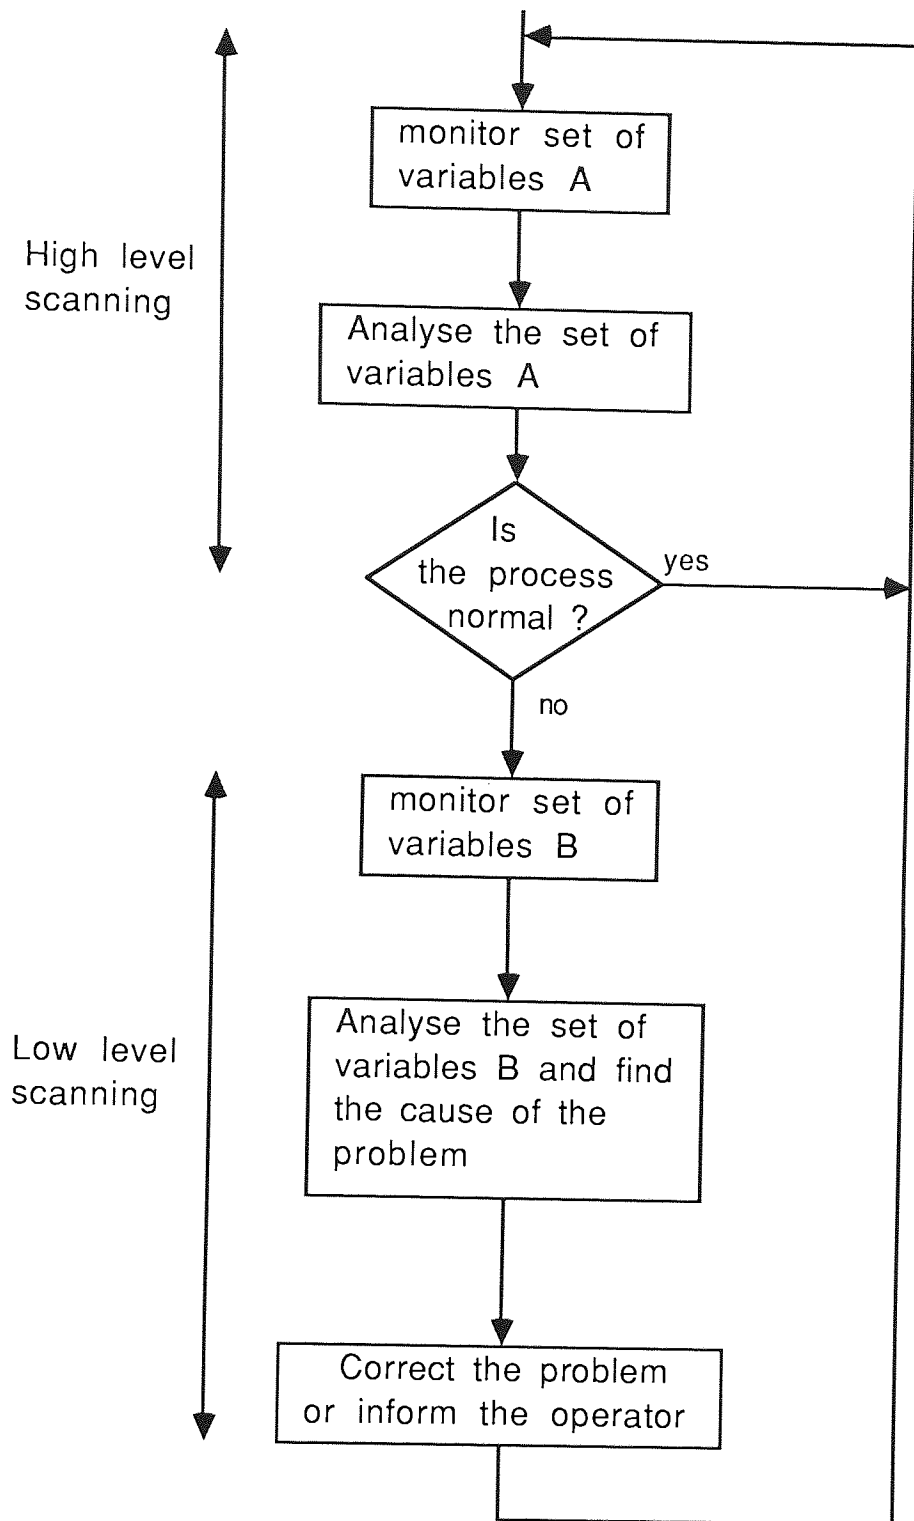 monitor set of
variables A
High level
scanning
Analyse the set of
variables A
Is
the process
normal ?
yes
no
monitor set of
variables B
Low level
scanning
Analyse the set of
variables B and find
the cause of the
problem
Correct the problem
or inform the operator